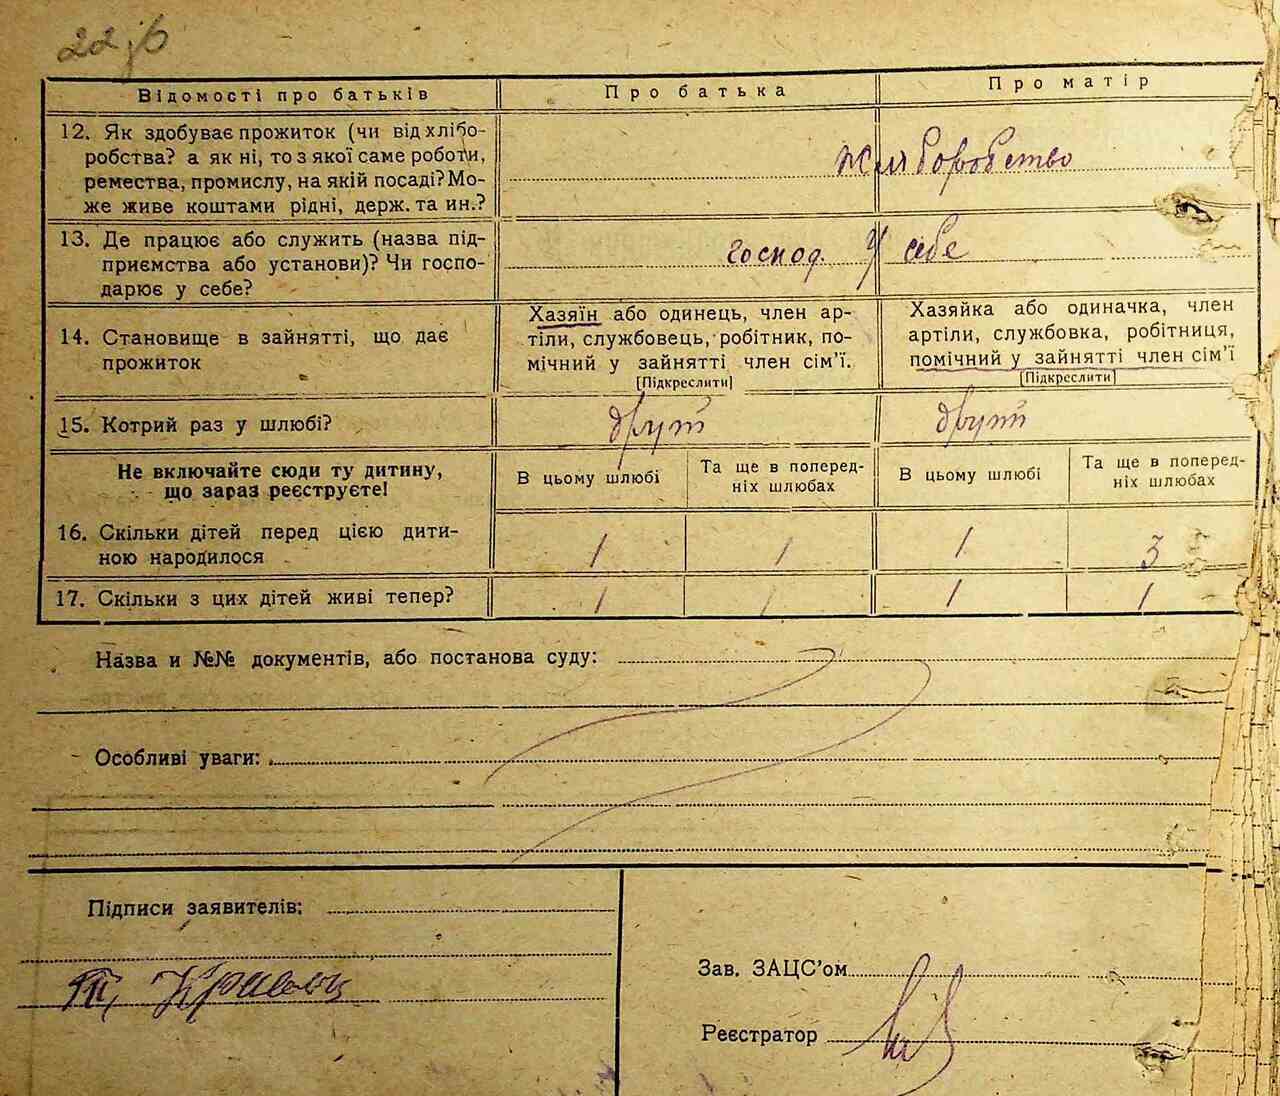 Відомості про батьків
Про батька
Про матір
12. Як здобуває прожиток (чи від хлібо-
робства? а як ні, то з якої саме роботи,
ремества, промислу, на якій посаді? Мо-
же живе коштами рідні, держ. та ин.?
хліборобство
13. Де працює або служить (назва під-
приємства або установи)? Чи госпо-
дарює у себе?
господ. у себе
14. Становище в зайнятті, що дає
прожиток
Хазяїн або одинець, член ар-
тіли, службовець, робітник, по-
мічний у зайнятті член сім’ї.
[Підкреслити]
Хазяйка або одиначка, член
артіли, службовка, робітниця,
помічний у зайнятті член сім’ї
[Підкреслити]
15. Котрий раз у шлюбі?
другий
другий
Не включайте сюди ту дитину,
що зараз реєструєте!
В цьому шлюбі
Та ще в поперед-
ніх шлюбах
В цьому шлюбі
Та ще в поперед-
ніх шлюбах
16. Скільки дітей перед цією дити-
ною народилося
1
1
1
3
17. Скільки з цих дітей живі тепер?
1
1
1
1
Назва и №№ документів, або постанова суду:
Особливі уваги:
Підписи заявителів:
Зав. ЗАЦС’ом
Реєстратор